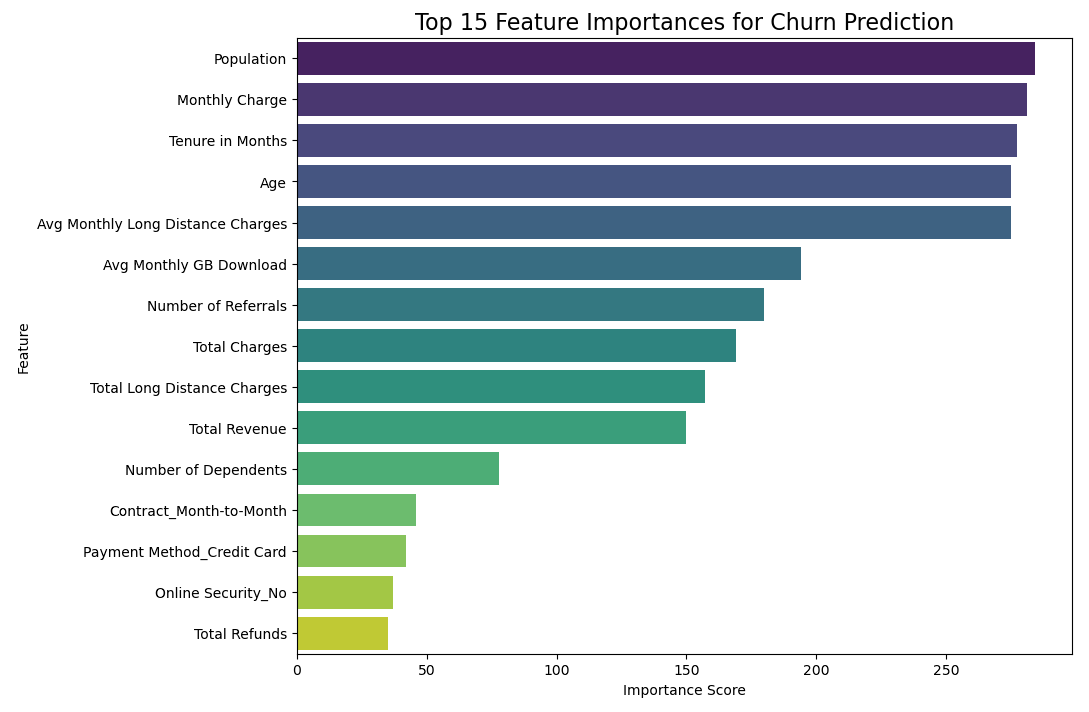 Top 15 Feature Importances for Churn Prediction
Population
Monthly Charge
Tenure in Months
Age
Avg Monthly Long Distance Charges
Avg Monthly GB Download
Number of Referrals
Total Charges
Total Long Distance Charges
Total Revenue
Number of Dependents
Contract_Month-to-Month
Payment Method_Credit Card
Online Security_No
Total Refunds
Feature
0 50 100 150 200 250
Importance Score